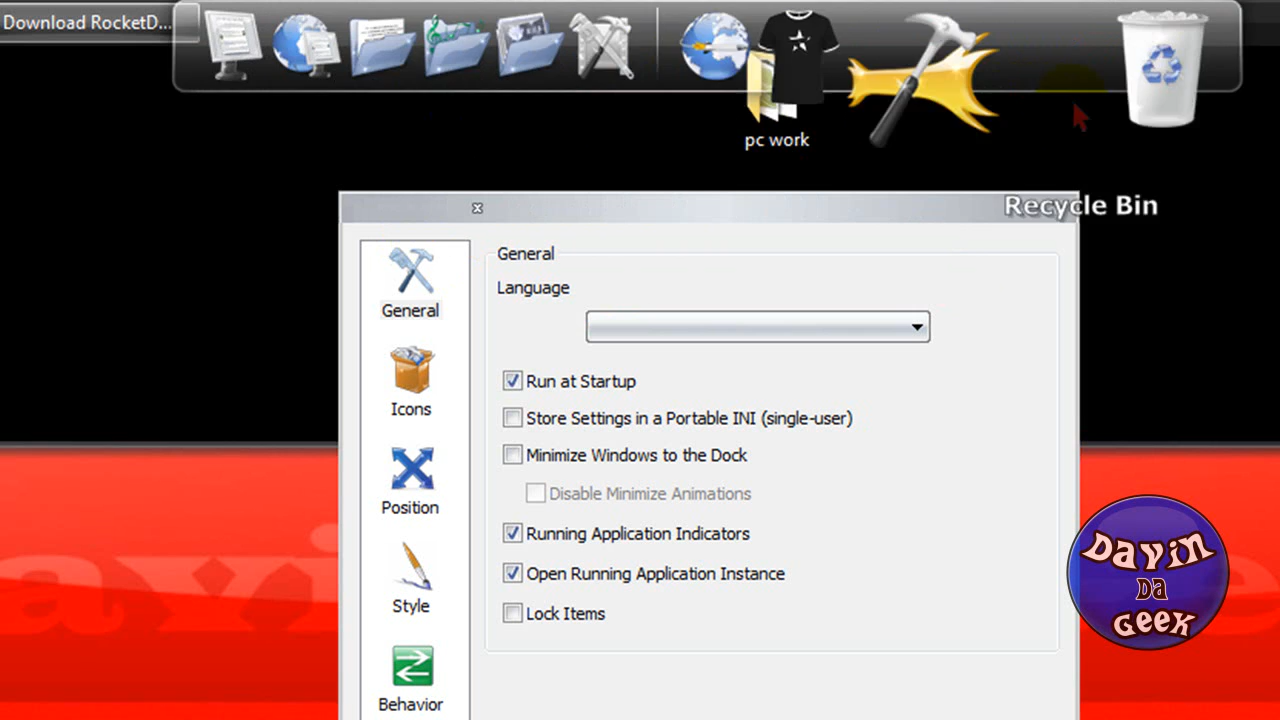 Download RocketD...
pc work
Recycle Bin
x
General
Language
General
Icons
Position
Style
Behavior
Run at Startup
Store Settings in a Portable INI (single-user)
Minimize Windows to the Dock
Disable Minimize Animations
Running Application Indicators
Open Running Application Instance
Lock Items
Davin
Da
Geek